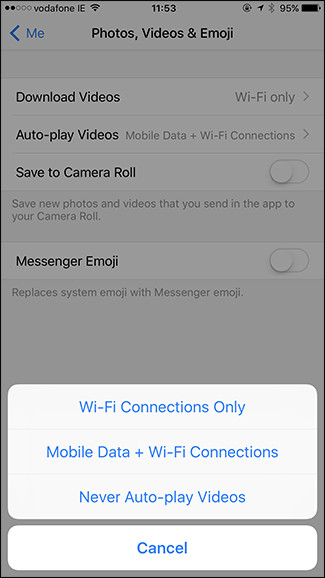 vodafone IE 11:53 95%
Me Photos, Videos & Emoji
Download Videos Wi-Fi only
Auto-play Videos Mobile Data + Wi-Fi Connections
Save to Camera Roll
Save new photos and videos that you send in the app to
your Camera Roll.
Messenger Emoji
Replaces system emoji with Messenger emoji.
Wi-Fi Connections Only
Mobile Data + Wi-Fi Connections
Never Auto-play Videos
Cancel